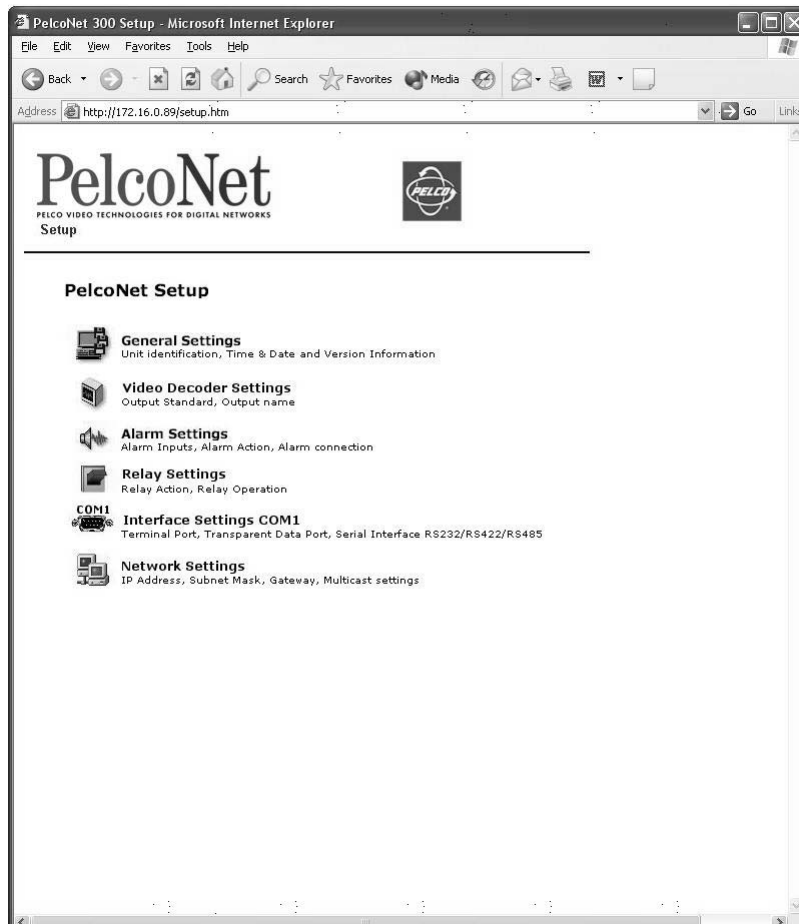 PelcoNet 300 Setup - Microsoft Internet Explorer
File Edit View Favorites Tools Help
Back Search Favorites Media
Address http://172.16.0.89/setup.htm Go Links
PelcoNet
PELCO
PELCO VIDEO TECHNOLOGIES FOR DIGITAL NETWORKS
Setup
PelcoNet Setup
General Settings
Unit identification, Time & Date and Version Information
Video Decoder Settings
Output Standard, Output name
Alarm Settings
Alarm Inputs, Alarm Action, Alarm connection
Relay Settings
Relay Action, Relay Operation
COM1
Interface Settings COM1
Terminal Port, Transparent Data Port, Serial Interface RS232/RS422/RS485
Network Settings
IP Address, Subnet Mask, Gateway, Multicast settings